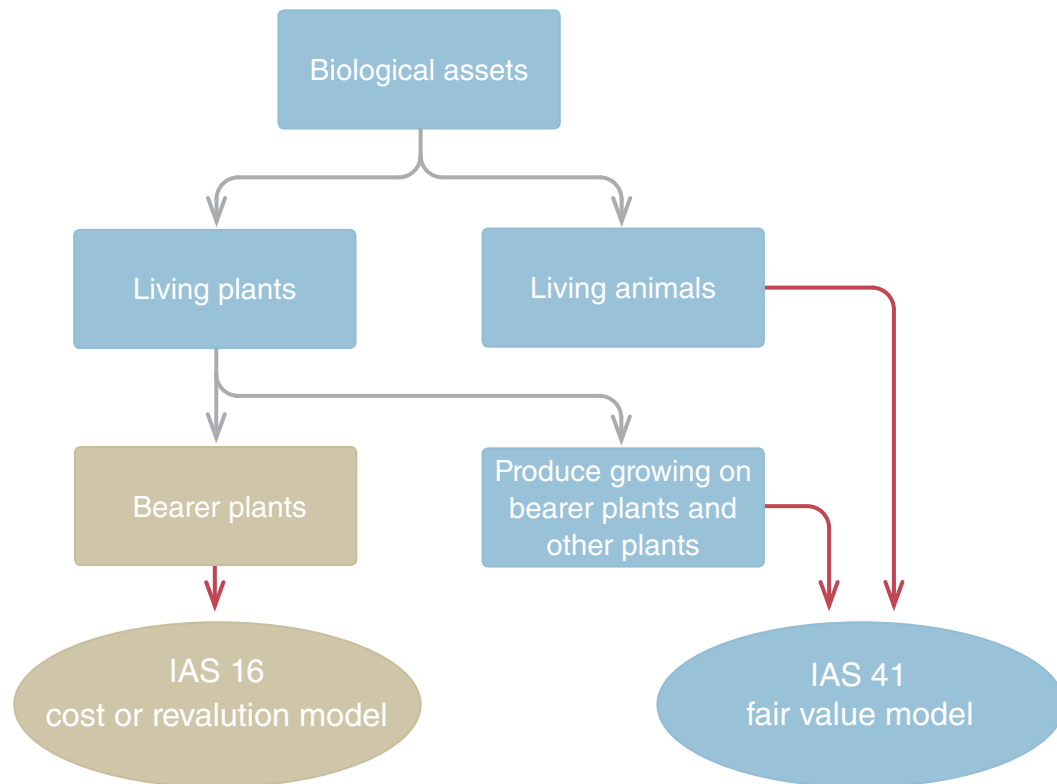 Biological assets
Living plants
Living animals
Bearer plants
Produce growing on
bearer plants and
other plants
IAS 16
cost or revalution model
IAS 41
fair value model